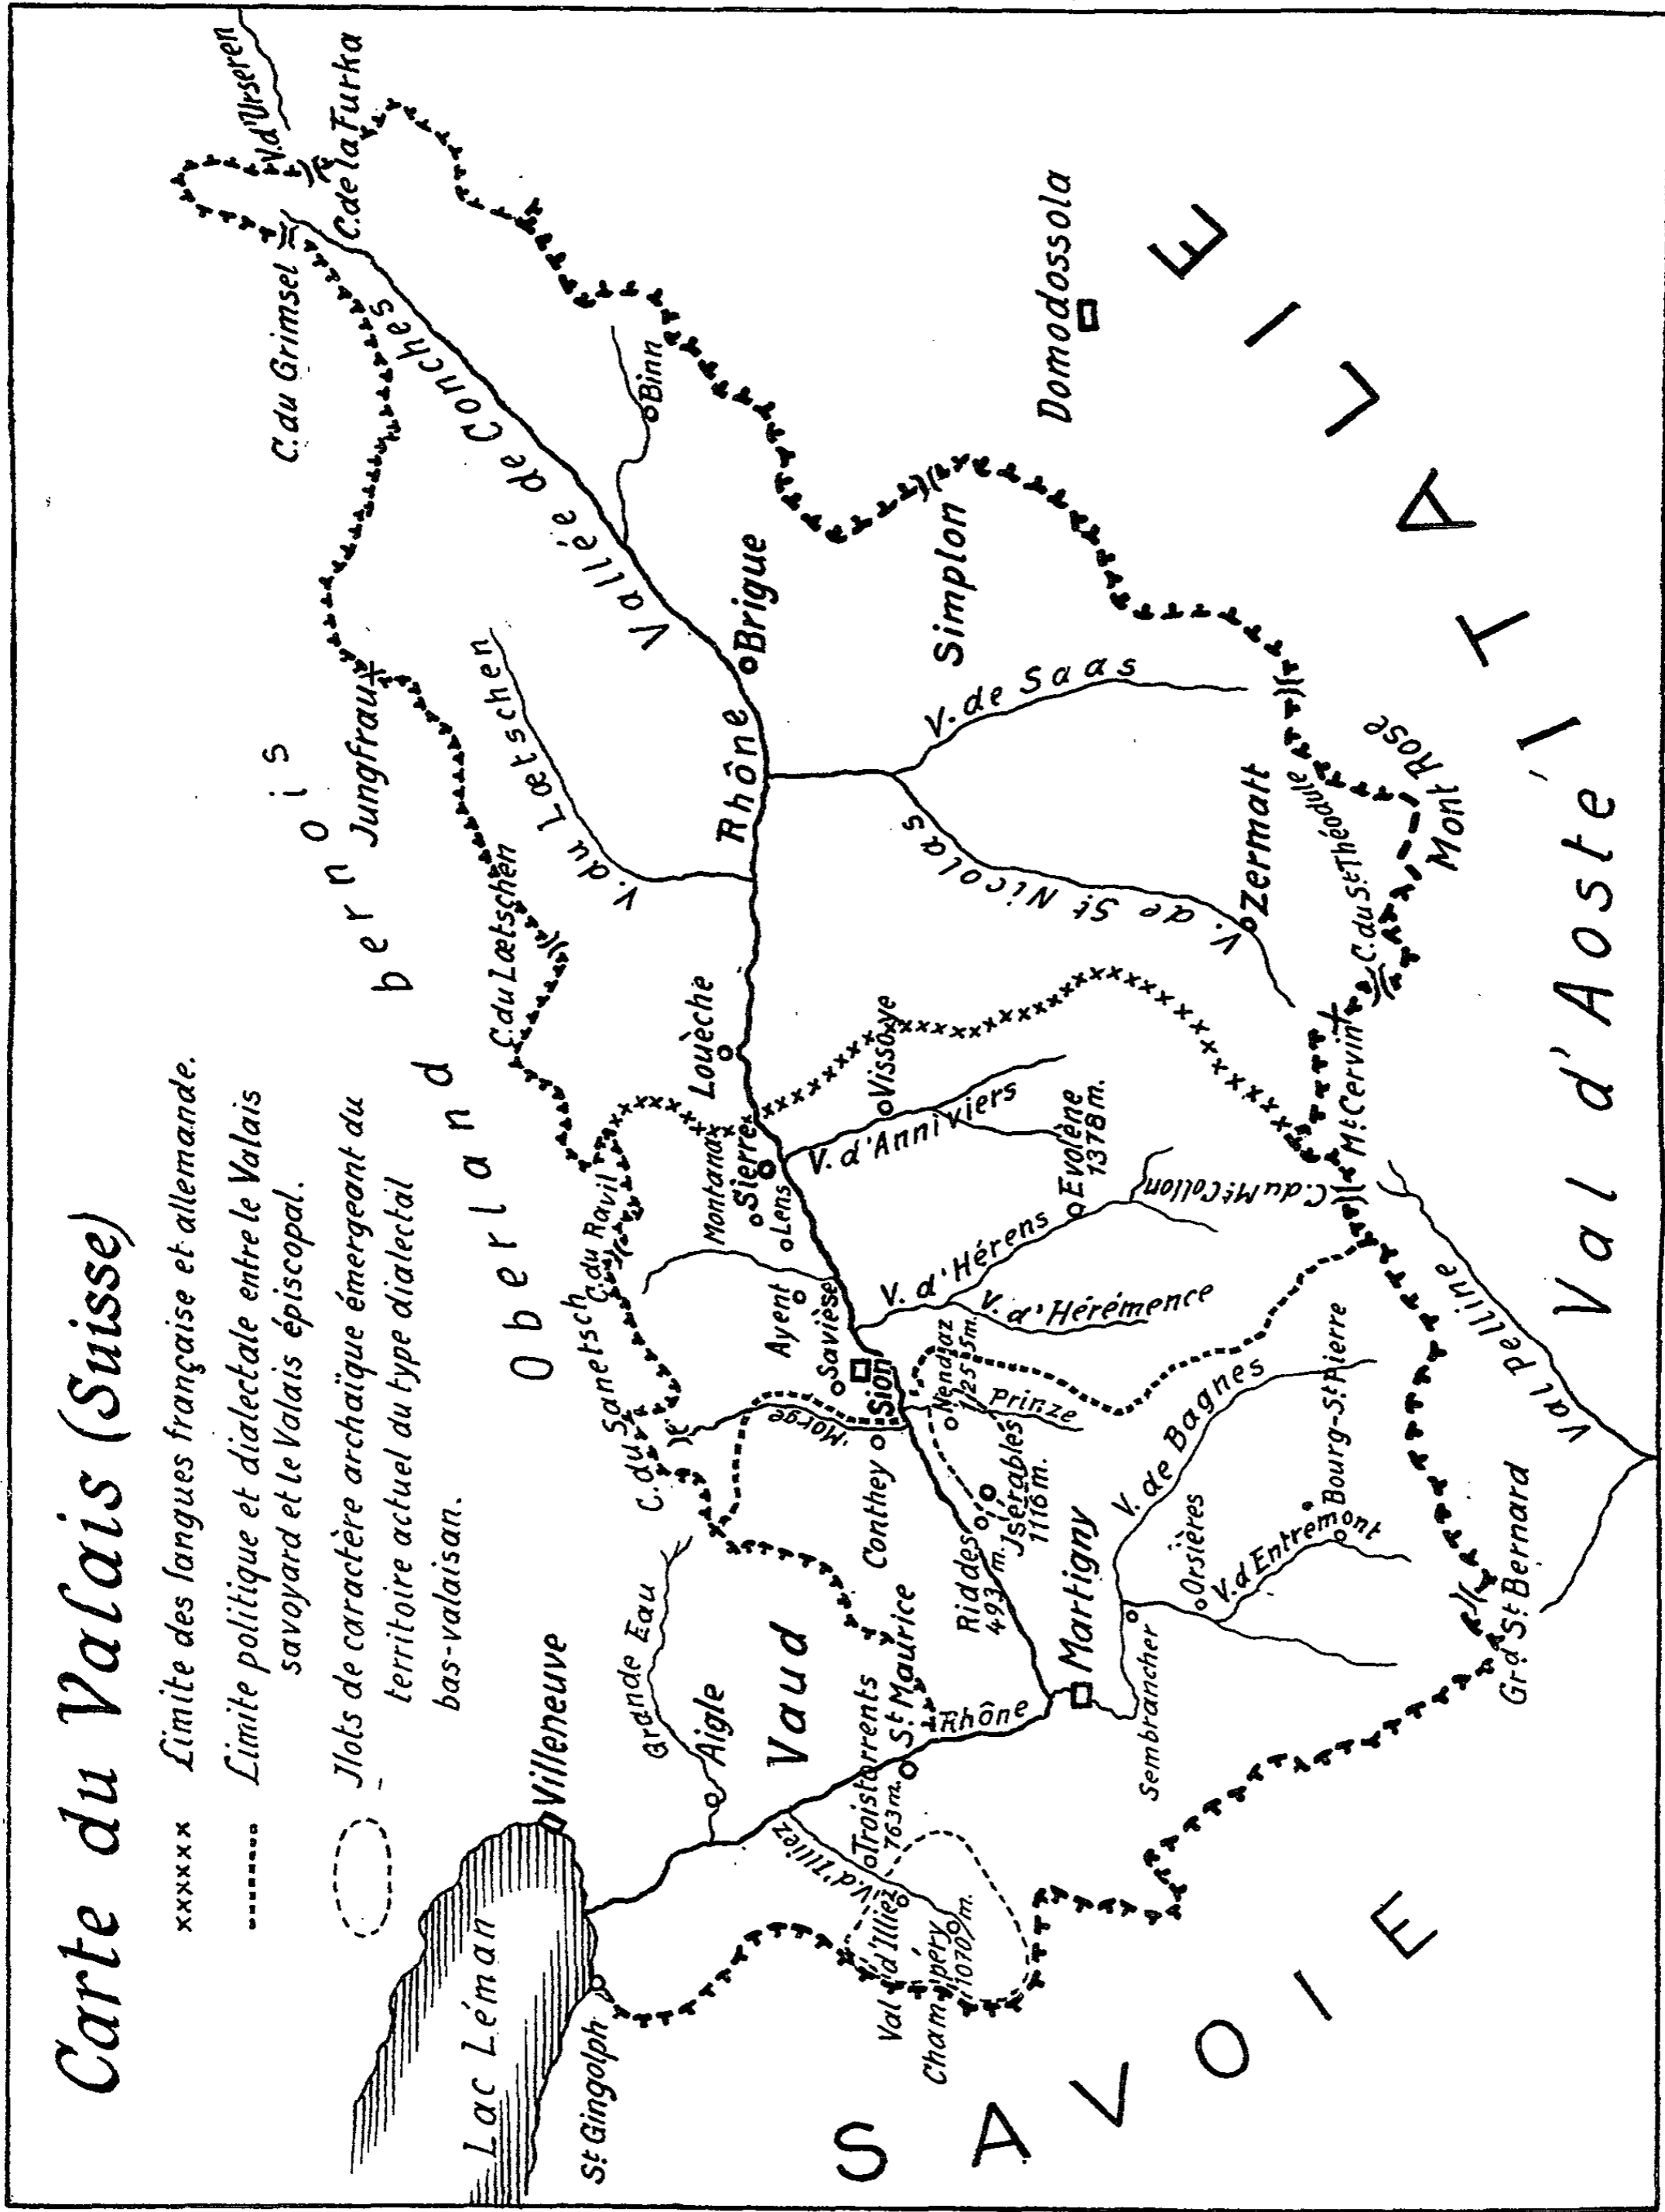 Carte du Valais (Suisse)
xxxxxx Limite des langues française et allemande.
Limite politique et dialectale entre le Valais
savoyard et le Valais épiscopal.
Ilots de caractère archaïque émergeant du
territoire actuel du type dialectal
bas-valaisan.
V. d'Urseren
C. de la Furka
C. du Grimsel
Vallée de Conches
Binn
Oberland bernois
Jungfrau
V. du Lœtschen
C. du Lœtschen
Brigue
Rhône
Simplon
Domodossola
V. de Saas
V. de St Nicolas
Zermatt
C. du St Théodule
Mont Rose
Mt Cervin
Louèche
Vissoye
Montana
Sierre
Lens
V. d'Anniviers
C. du Ravil
C. du Sanetsch
Ayent
Savièse
Sion
V. d'Hérens
Evolène
1378 m.
C. du Mt Collon
V. d'Hérémence
Nendaz
Prinze
Morge
Conthey
Isérables
1116 m.
Riddes
493 m.
V. de Bagnes
Bourg-St Pierre
V. d'Entremont
Orsières
Sembrancher
Martigny
Grd St Bernard
Val Pelline
Val d'Aoste
ITALIE
Lac Léman
Villeneuve
St Gingolph
Grande Eau
Aigle
Vaud
St Maurice
Rhône
Troistorrents
763 m.
V. d'Illiez
Val d'Illiez
Champéry
1070 m.
SAVOIE